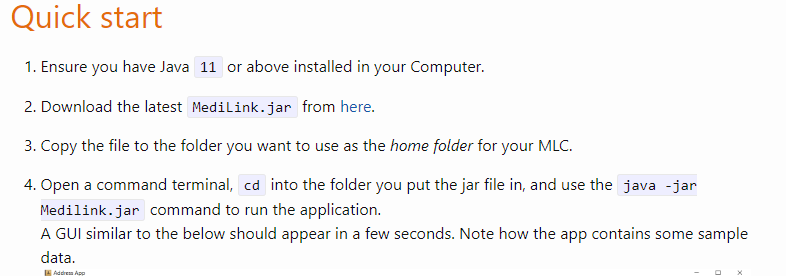 Quick start
1. Ensure you have Java 11 or above installed in your Computer.
2. Download the latest MediLink.jar from here.
3. Copy the file to the folder you want to use as the home folder for your MLC.
4. Open a command terminal, cd into the folder you put the jar file in, and use the java -jar
Medilink.jar command to run the application.
A GUI similar to the below should appear in a few seconds. Note how the app contains some sample
data.
Address App